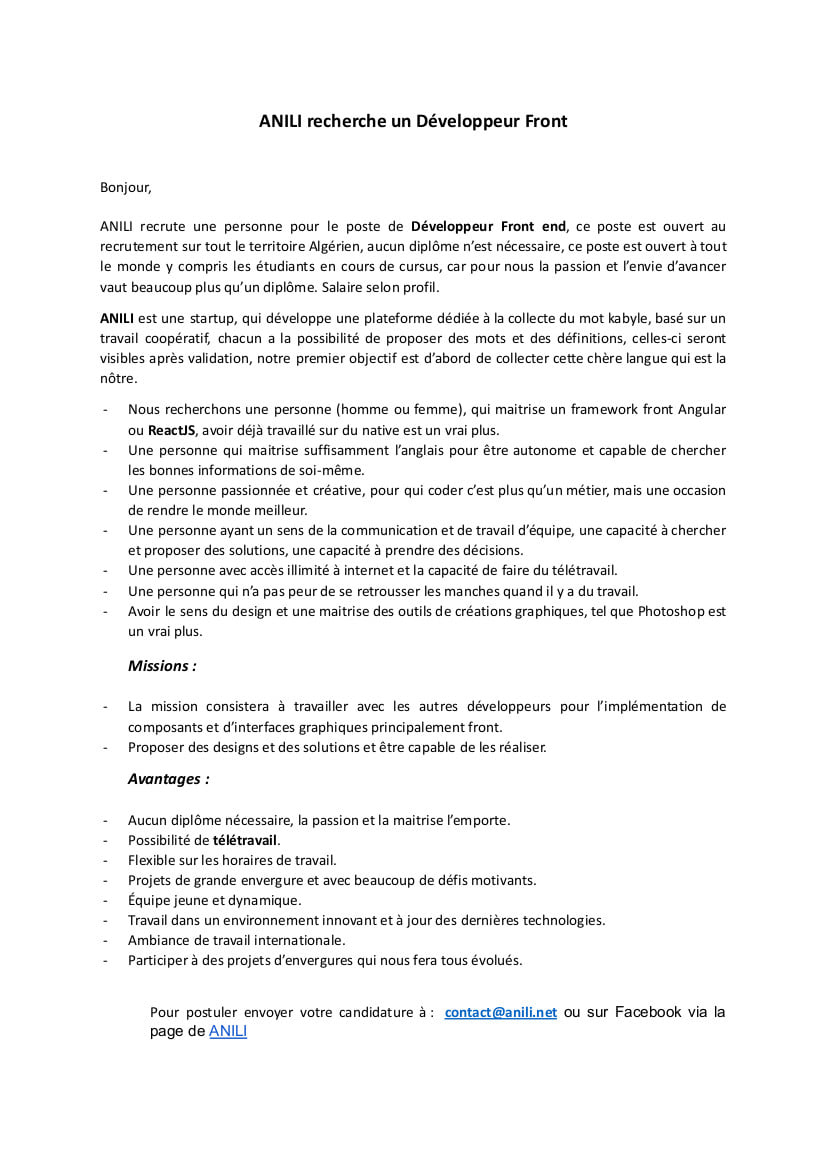 ANILI recherche un Développeur Front
Bonjour,
ANILI recrute une personne pour le poste de Développeur Front end, ce poste est ouvert au
recrutement sur tout le territoire Algérien, aucun diplôme n’est nécessaire, ce poste est ouvert à tout
le monde y compris les étudiants en cours de cursus, car pour nous la passion et l’envie d’avancer
vaut beaucoup plus qu’un diplôme. Salaire selon profil.
ANILI est une startup, qui développe une plateforme dédiée à la collecte du mot kabyle, basé sur un
travail coopératif, chacun a la possibilité de proposer des mots et des définitions, celles-ci seront
visibles après validation, notre premier objectif est d’abord de collecter cette chère langue qui est la
nôtre.
- Nous recherchons une personne (homme ou femme), qui maitrise un framework front Angular
ou ReactJS, avoir déjà travaillé sur du native est un vrai plus.
- Une personne qui maitrise suffisamment l’anglais pour être autonome et capable de chercher
les bonnes informations de soi-même.
- Une personne passionnée et créative, pour qui coder c’est plus qu’un métier, mais une occasion
de rendre le monde meilleur.
- Une personne ayant un sens de la communication et de travail d’équipe, une capacité à chercher
et proposer des solutions, une capacité à prendre des décisions.
- Une personne avec accès illimité à internet et la capacité de faire du télétravail.
- Une personne qui n’a pas peur de se retrousser les manches quand il y a du travail.
- Avoir le sens du design et une maitrise des outils de créations graphiques, tel que Photoshop est
un vrai plus.
Missions :
- La mission consistera à travailler avec les autres développeurs pour l’implémentation de
composants et d’interfaces graphiques principalement front.
- Proposer des designs et des solutions et être capable de les réaliser.
Avantages :
- Aucun diplôme nécessaire, la passion et la maitrise l’emporte.
- Possibilité de télétravail.
- Flexible sur les horaires de travail.
- Projets de grande envergure et avec beaucoup de défis motivants.
- Équipe jeune et dynamique.
- Travail dans un environnement innovant et à jour des dernières technologies.
- Ambiance de travail internationale.
- Participer à des projets d’envergures qui nous fera tous évolués.
Pour postuler envoyer votre candidature à : contact@anili.net ou sur Facebook via la
page de ANILI